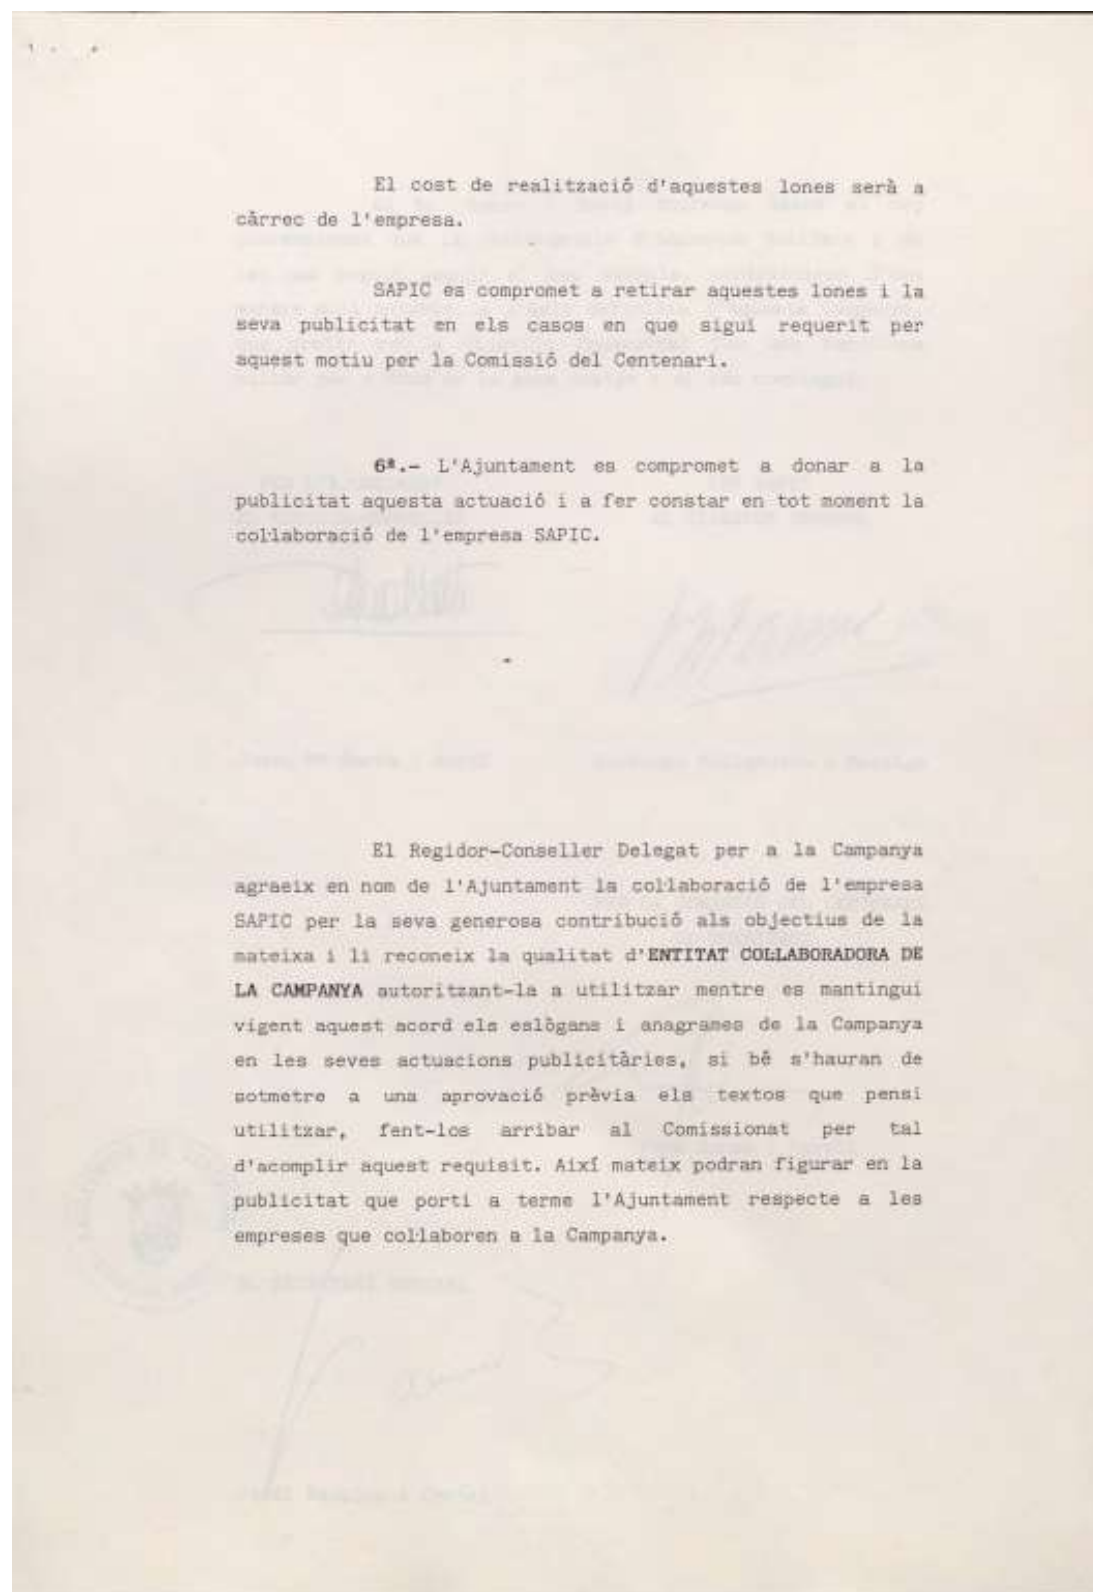 El cost de realització d'aquestes lones serà a
càrrec de l'empresa.
SAPIC es compromet a retirar aquestes lones i la
seva publicitat en els casos en que sigui requerit per
aquest motiu per la Comissió del Centenari.
6ª.- L'Ajuntament es compromet a donar a la
publicitat aquesta actuació i a fer constar en tot moment la
col·laboració de l'empresa SAPIC.
El Regidor-Conseller Delegat per a la Campanya
agraeix en nom de l'Ajuntament la col·laboració de l'empresa
SAPIC per la seva generosa contribució als objectius de la
mateixa i li reconeix la qualitat d'ENTITAT COL·LABORADORA DE
LA CAMPANYA autoritzant-la a utilitzar mentre es mantingui
vigent aquest acord els eslògans i anagrames de la Campanya
en les seves actuacions publicitàries, si bé s'hauran de
sotmetre a una aprovació prèvia els textos que pensi
utilitzar, fent-los arribar al Comissionat per tal
d'acomplir aquest requisit. Així mateix podran figurar en la
publicitat que porti a terme l'Ajuntament respecte a les
empreses que col·laboren a la Campanya.